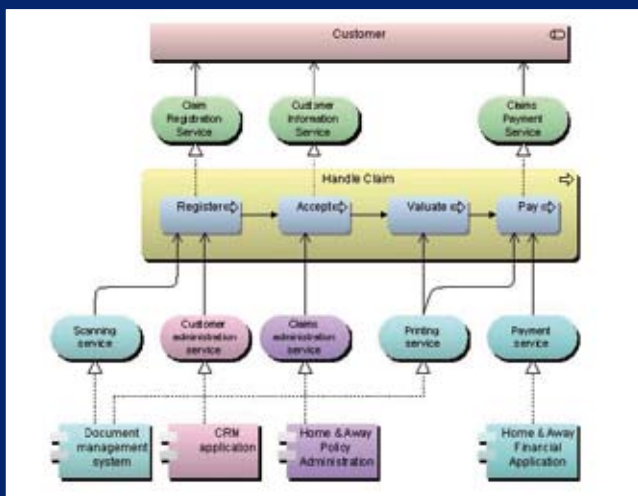 Customer
Claim
Registration
Service
Customer
Information
Service
Claims
Payment
Service
Handle Claim
Register
Accept
Valuate
Pay
Scanning
service
Customer
administration
service
Claims
administration
service
Printing
service
Payment
service
Document
management
system
CRM
application
Home & Away
Policy
Administration
Home & Away
Financial
Application